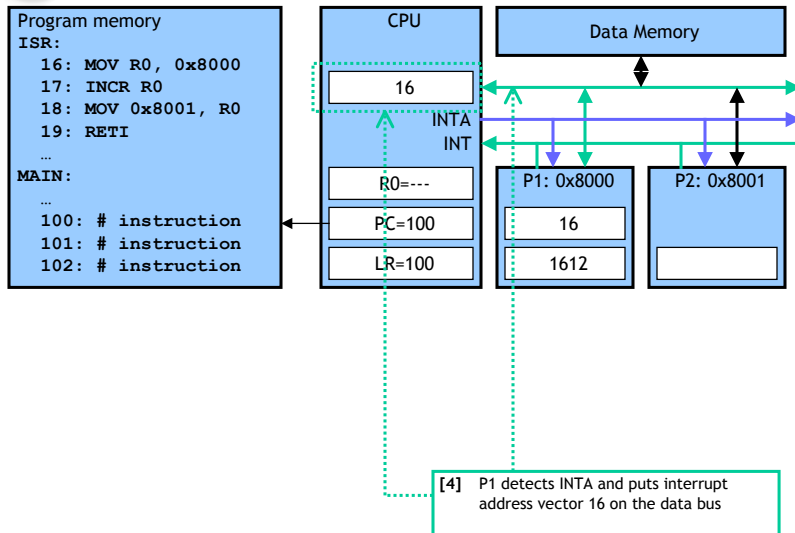 Program memory
ISR:
16: MOV R0, 0x8000
17: INCR R0
18: MOV 0x8001, R0
19: RETI
…
MAIN:
…
100: # instruction
101: # instruction
102: # instruction
CPU
16
INTA
INT
R0=---
PC=100
LR=100
Data Memory
P1: 0x8000
16
1612
P2: 0x8001
[4] P1 detects INTA and puts interrupt
address vector 16 on the data bus